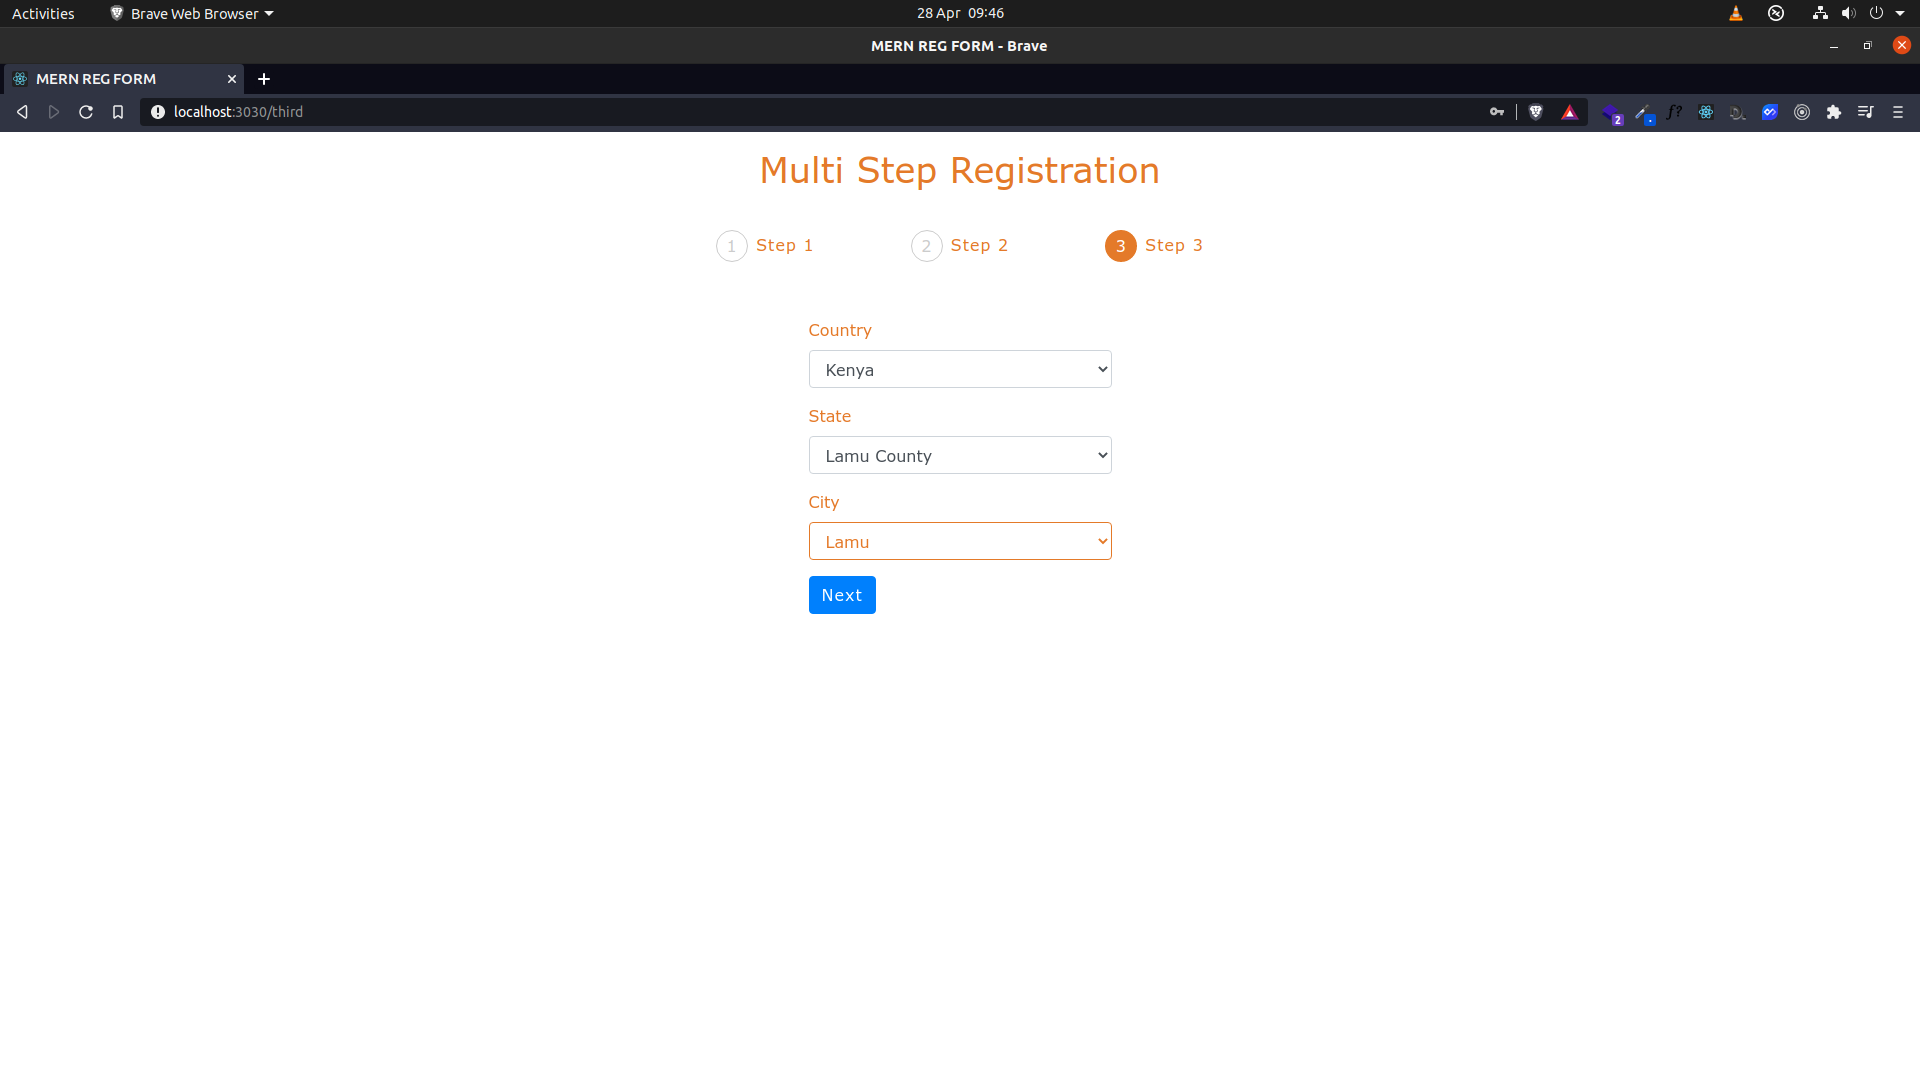 Activities
Brave Web Browser
28 Apr 09:46
MERN REG FORM - Brave
MERN REG FORM
localhost:3030/third
2
Multi Step Registration
1 Step 1
2 Step 2
3 Step 3
Country
Kenya
State
Lamu County
City
Lamu
Next